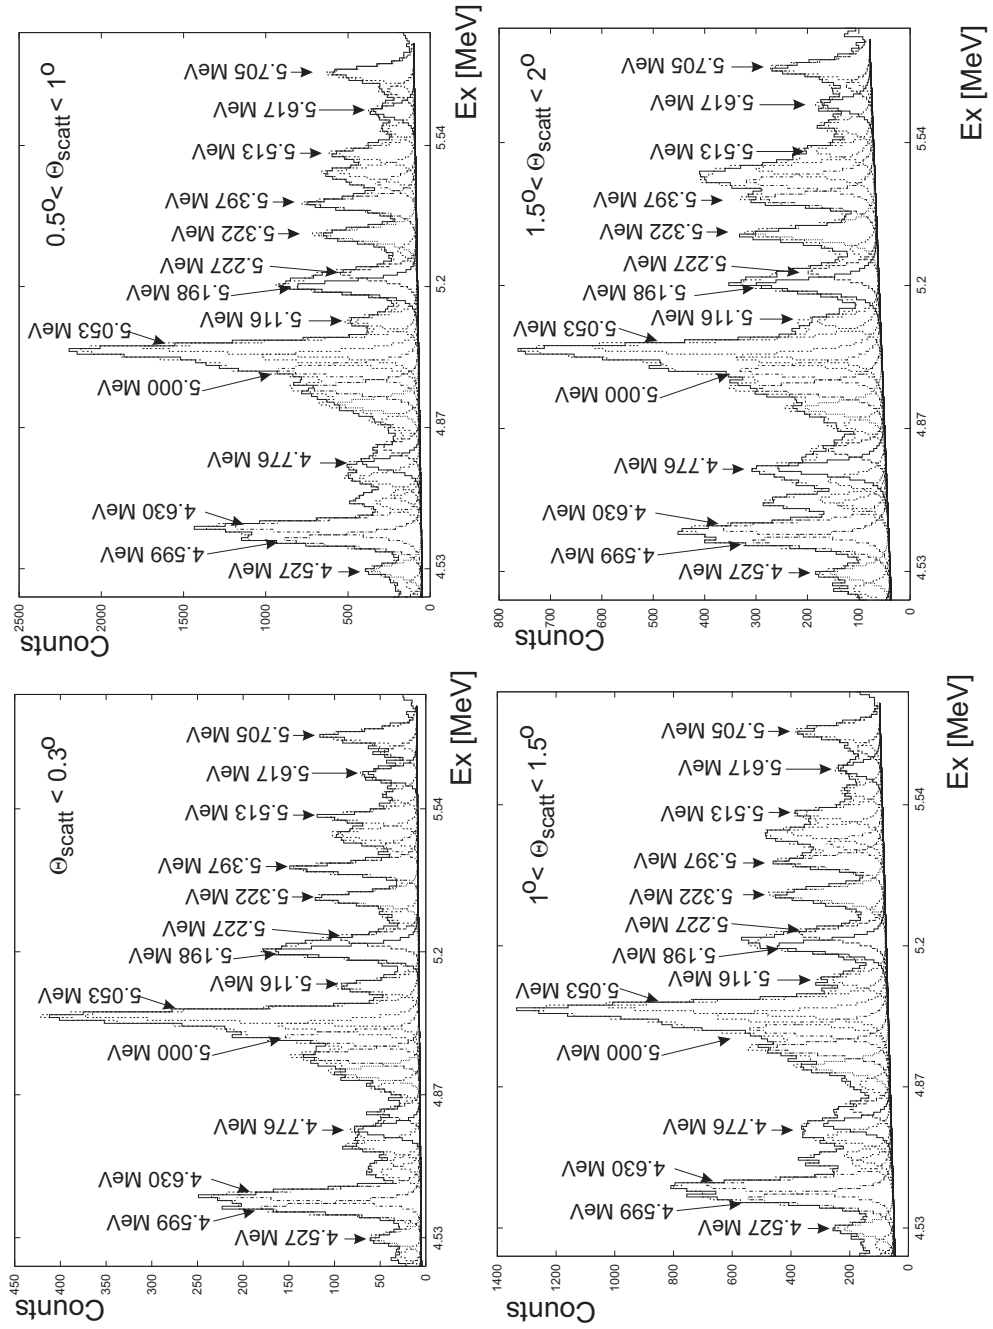 Counts
450
400
350
300
250
200
150
100
50
0
Θscatt < 0.3º
4.527 MeV
4.599 MeV
4.630 MeV
4.776 MeV
5.000 MeV
5.053 MeV
5.116 MeV
5.198 MeV
5.227 MeV
5.322 MeV
5.397 MeV
5.513 MeV
5.617 MeV
5.705 MeV
4.53
4.87
5.2
5.54
Ex [MeV]
Counts
2500
2000
1500
1000
500
0
0.5º< Θscatt < 1º
4.527 MeV
4.599 MeV
4.630 MeV
4.776 MeV
5.000 MeV
5.053 MeV
5.116 MeV
5.198 MeV
5.227 MeV
5.322 MeV
5.397 MeV
5.513 MeV
5.617 MeV
5.705 MeV
4.53
4.87
5.2
5.54
Ex [MeV]
Counts
1400
1200
1000
800
600
400
200
0
1º< Θscatt < 1.5º
4.527 MeV
4.599 MeV
4.630 MeV
4.776 MeV
5.000 MeV
5.053 MeV
5.116 MeV
5.198 MeV
5.227 MeV
5.322 MeV
5.397 MeV
5.513 MeV
5.617 MeV
5.705 MeV
4.53
4.87
5.2
5.54
Ex [MeV]
Counts
800
700
600
500
400
300
200
100
0
1.5º< Θscatt < 2º
4.527 MeV
4.599 MeV
4.630 MeV
4.776 MeV
5.000 MeV
5.053 MeV
5.116 MeV
5.198 MeV
5.227 MeV
5.322 MeV
5.397 MeV
5.513 MeV
5.617 MeV
5.705 MeV
4.53
4.87
5.2
5.54
Ex [MeV]